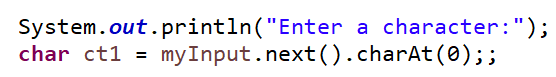 System.out.println("Enter a character:");
char ct1 = myInput.next().charAt(0);;